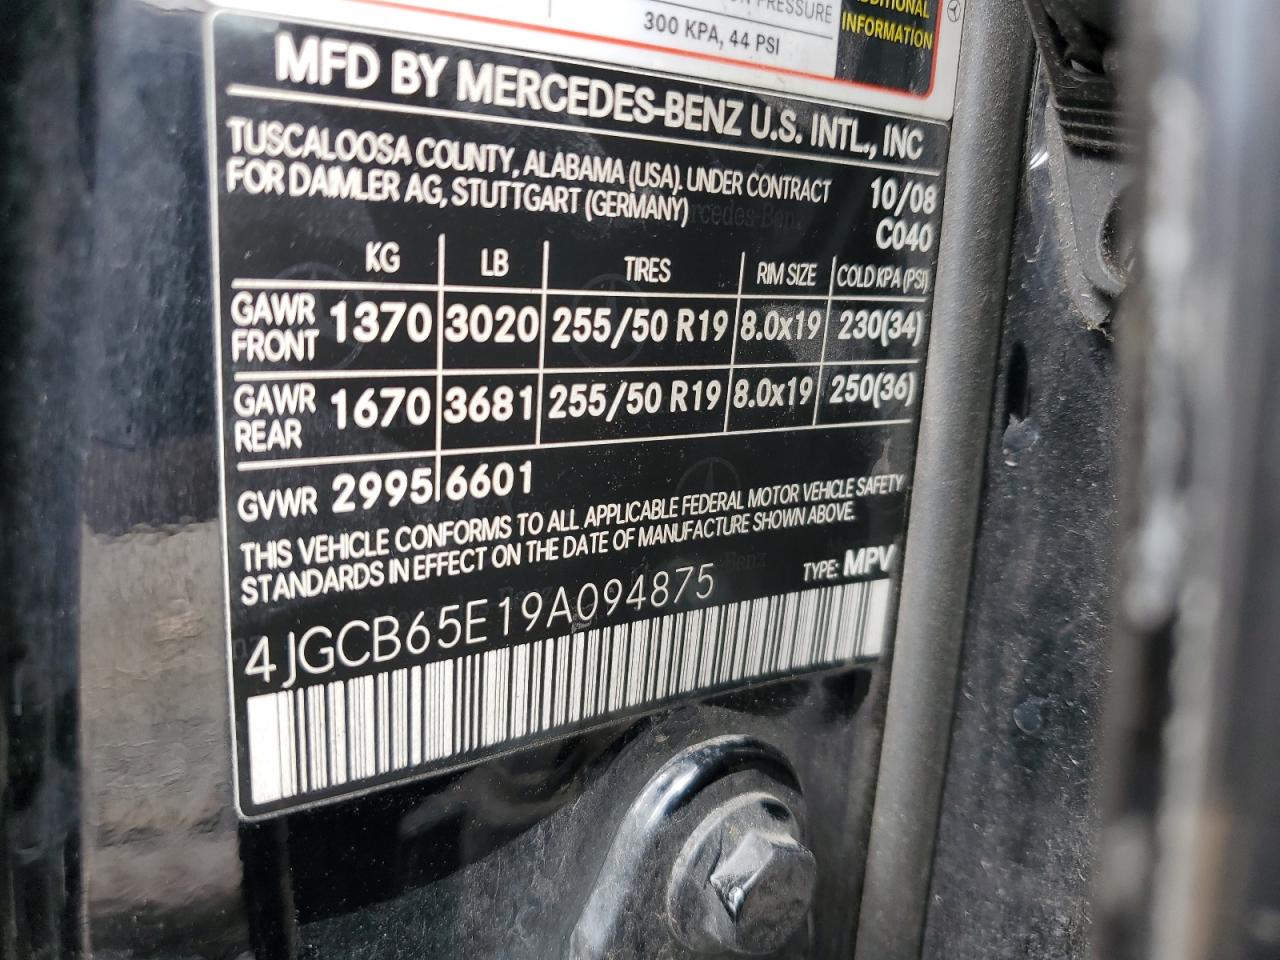 PRESSURE
300 KPA, 44 PSI
ADDITIONAL
INFORMATION
MFD BY MERCEDES-BENZ U.S. INTL., INC
TUSCALOOSA COUNTY, ALABAMA (USA). UNDER CONTRACT 10/08
FOR DAIMLER AG, STUTTGART (GERMANY) C040
KG LB TIRES RIM SIZE COLD KPA (PSI)
GAWR FRONT 1370 3020 255/50 R19 8.0x19 230(34)
GAWR REAR 1670 3681 255/50 R19 8.0x19 250(36)
GVWR 2995 6601
THIS VEHICLE CONFORMS TO ALL APPLICABLE FEDERAL MOTOR VEHICLE SAFETY
STANDARDS IN EFFECT ON THE DATE OF MANUFACTURE SHOWN ABOVE.
4JGCB65E19A094875 TYPE: MPV